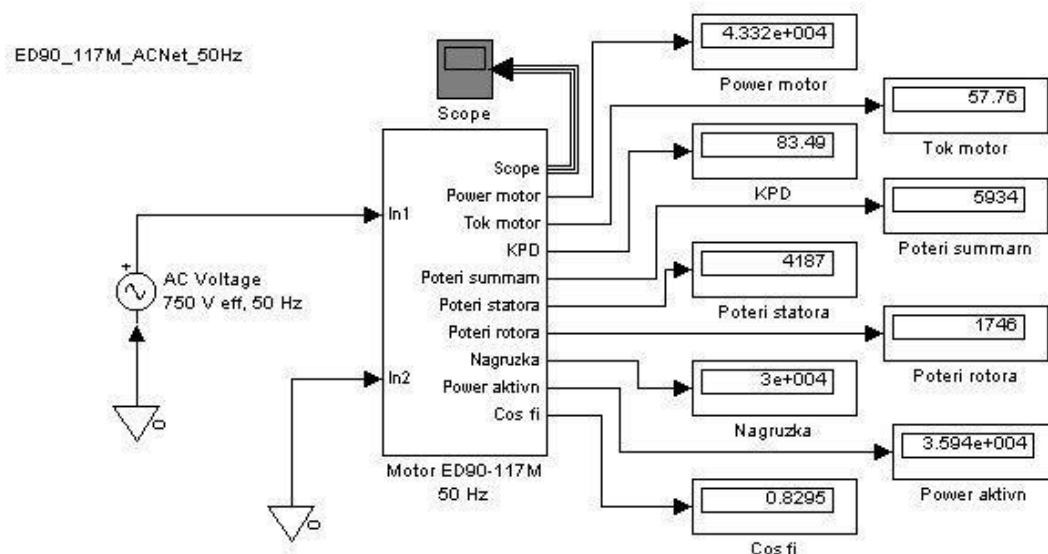 ED90_117M_ACNet_50Hz
Scope
4.332e+004
Power motor
57.76
Tok motor
83.49
KPD
5934
Poteri summarn
4187
Poteri statora
1746
Poteri rotora
3e+004
Nagruzka
3.594e+004
Power aktivn
0.8295
Cos fi
Scope
Power motor
Tok motor
KPD
Poteri summarn
Poteri statora
Poteri rotora
Nagruzka
Power aktivn
Cos fi
In1
In2
Motor ED90-117M
50 Hz
+
AC Voltage
750 V eff, 50 Hz
0
0